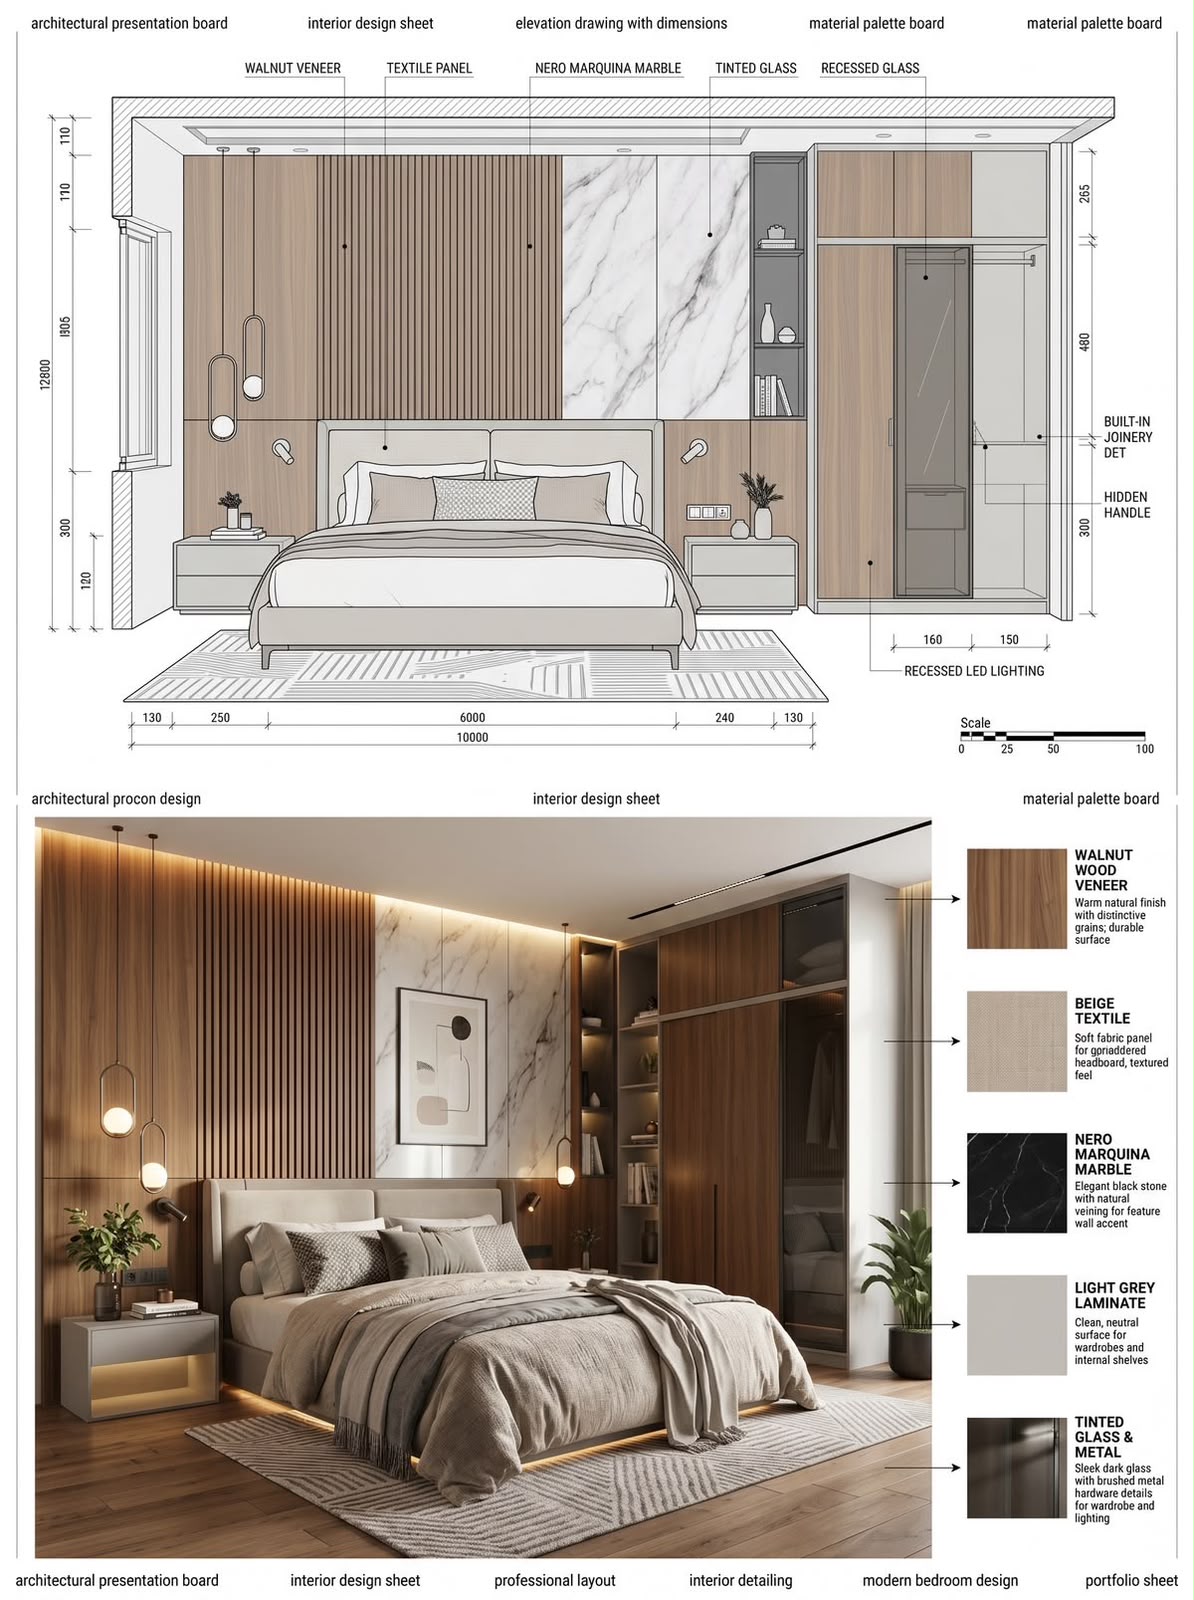 architectural presentation board
interior design sheet
elevation drawing with dimensions
material palette board
material palette board
WALNUT VENEER
TEXTILE PANEL
NERO MARQUINA MARBLE
TINTED GLASS
RECESSED GLASS
110
110
12800
300
120
265
480
300
BUILT-IN
JOINERY
DET
HIDDEN
HANDLE
160
150
RECESSED LED LIGHTING
130
250
6000
240
130
10000
Scale
0
25
50
100
architectural procon design
interior design sheet
material palette board
WALNUT
WOOD
VENEER
Warm natural finish
with distinctive
grains; durable
surface
BEIGE
TEXTILE
Soft fabric panel
for goriaddered
headboard, textured
feel
NERO
MARQUINA
MARBLE
Elegant black stone
with natural
veining for feature
wall accent
LIGHT GREY
LAMINATE
Clean, neutral
surface for
wardrobes and
internal shelves
TINTED
GLASS &
METAL
Sleek dark glass
with brushed metal
hardware details
for wardrobe and
lighting
architectural presentation board
interior design sheet
professional layout
interior detailing
modern bedroom design
portfolio sheet